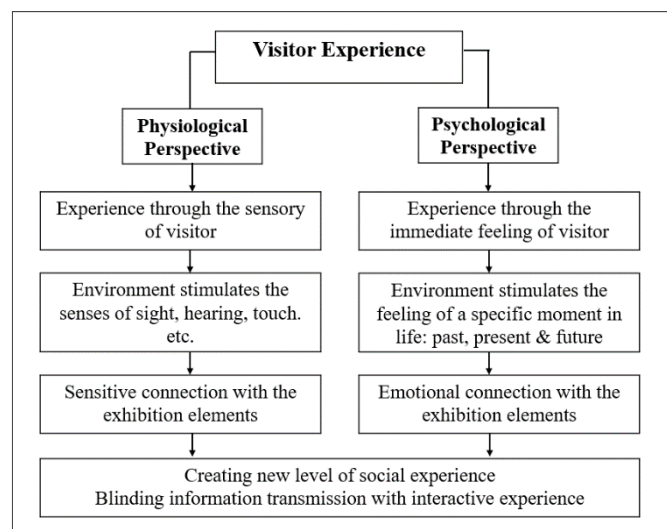 Visitor Experience
Physiological
Perspective
Psychological
Perspective
Experience through the sensory
of visitor
Experience through the
immediate feeling of visitor
Environment stimulates the
senses of sight, hearing, touch.
etc.
Environment stimulates the
feeling of a specific moment in
life: past, present & future
Sensitive connection with the
exhibition elements
Emotional connection with the
exhibition elements
Creating new level of social experience
Blinding information transmission with interactive experience